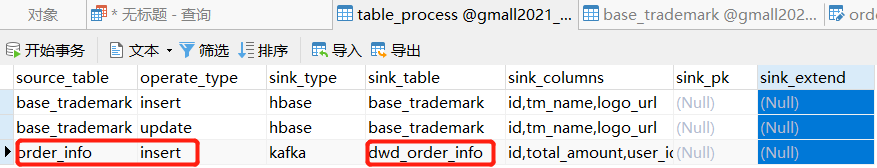 对象 * 无标题 - 查询 table_process @gmall2021_... base_trademark @gmall202... ord
开始事务 文本 筛选 排序 导入 导出
source_table operate_type sink_type sink_table sink_columns sink_pk sink_extend
base_trademark insert hbase base_trademark id,tm_name,logo_url (Null) (Null)
base_trademark update hbase base_trademark id,tm_name,logo_url (Null) (Null)
order_info insert kafka dwd_order_info id,total_amount,user_id (Null) (Null)